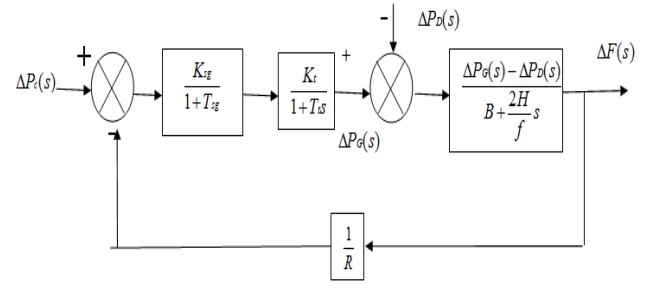 - ΔP_D(s)
+
ΔP_c(s)
K_sg / 1+T_sg
K_t / 1+T_t s
+
ΔP_G(s)
ΔP_G(s) − ΔP_D(s) / B + 2H/f s
ΔF(s)
-
1 / R